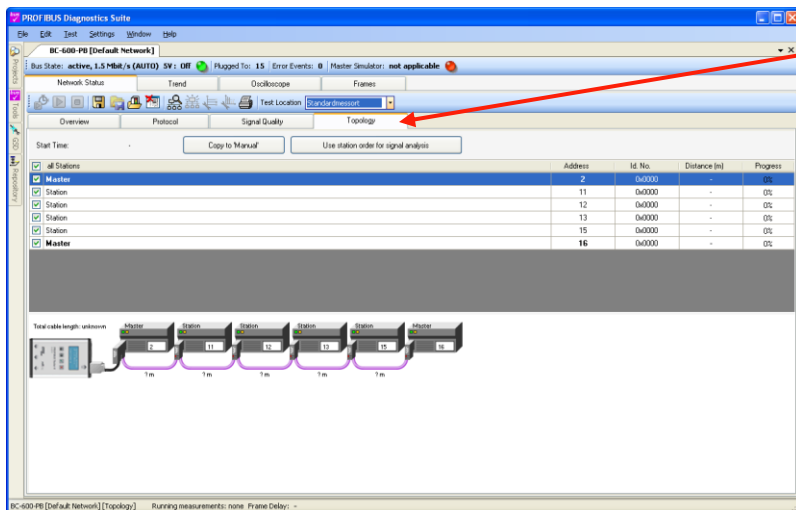 PROFIBUS Diagnostics Suite
File Edit Test Settings Window Help
BC-600-PB [Default Network]
Bus State: active, 1.5 Mbit/s (AUTO) 5V: Off Plugged To: 15 Error Events: 0 Master Simulator: not applicable
Network Status Trend Oscilloscope Frames
Test Location Standardmessort
Overview Protocol Signal Quality Topology
Start Time: - Copy to 'Manual' Use station order for signal analysis
all Stations Address Id. No. Distance [m] Progress
Master 2 0x0000 - 0%
Station 11 0x0000 - 0%
Station 12 0x0000 - 0%
Station 13 0x0000 - 0%
Station 15 0x0000 - 0%
Master 16 0x0000 - 0%
Projects
Tools
GSD
Repository
Total cable length: unknown Master Station Station Station Station Master
2 11 12 13 15 16
? m ? m ? m ? m ? m
BC-600-PB [Default Network] [Topology] Running measurements: none Frame Delay: -